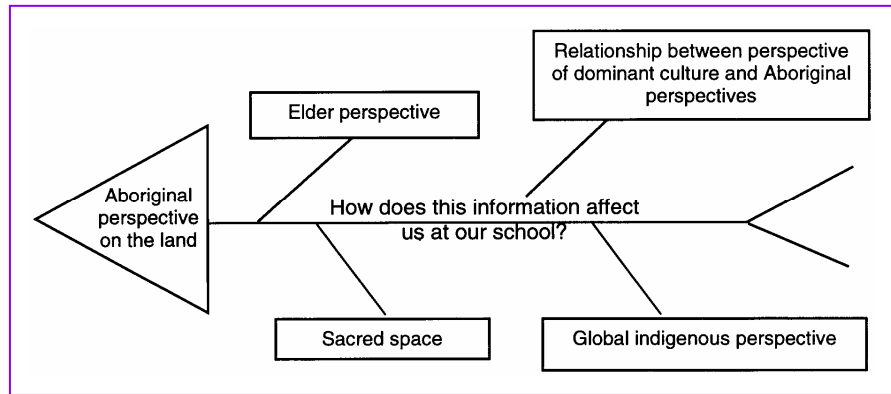 Relationship between perspective
of dominant culture and Aboriginal
perspectives
Elder perspective
Aboriginal
perspective
on the land
How does this information affect
us at our school?
Sacred space
Global indigenous perspective